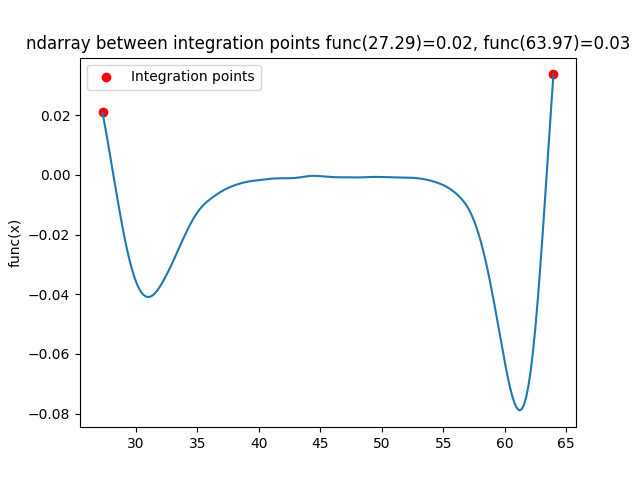 ndarray between integration points func(27.29)=0.02, func(63.97)=0.03
Integration points
func(x)
0.02
0.00
−0.02
−0.04
−0.06
−0.08
30 35 40 45 50 55 60 65